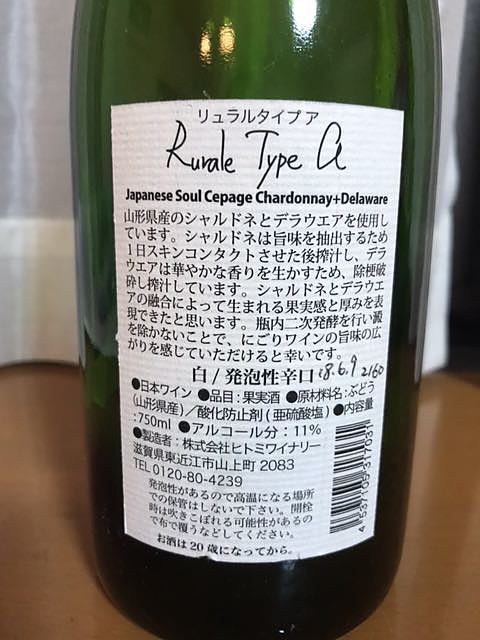 リュラルタイプ ア
Rurale Type a
Japanese Soul Cepage Chardonnay+Delaware
山形県産のシャルドネとデラウエアを使用し
ています。シャルドネは旨味を抽出するため
1日スキンコンタクトさせた後搾汁し、デラ
ウエアは華やかな香りを生かすため、除梗破
砕し搾汁しています。シャルドネとデラウエ
アの融合によって生まれる果実感と厚みを表
現できたと思います。瓶内二次発酵を行い澱
を除かないことで、にごりワインの旨味の広
がりを感じていただけると幸いです。
白/発泡性辛口 18.6.9 2160
●日本ワイン ●品目:果実酒 ●原材料名:ぶどう
(山形県産)/酸化防止剤(亜硫酸塩)●内容量
:750ml ●アルコール分:11%
●製造者:株式会社ヒトミワイナリー
滋賀県東近江市山上町 2083
TEL 0120-80-4239
発泡性があるので高温になる場所
での保管はしないで下さい。開栓
時は吹きこぼれる可能性があるの
で布で覆うなどしてください。
お酒は20歳になってから。